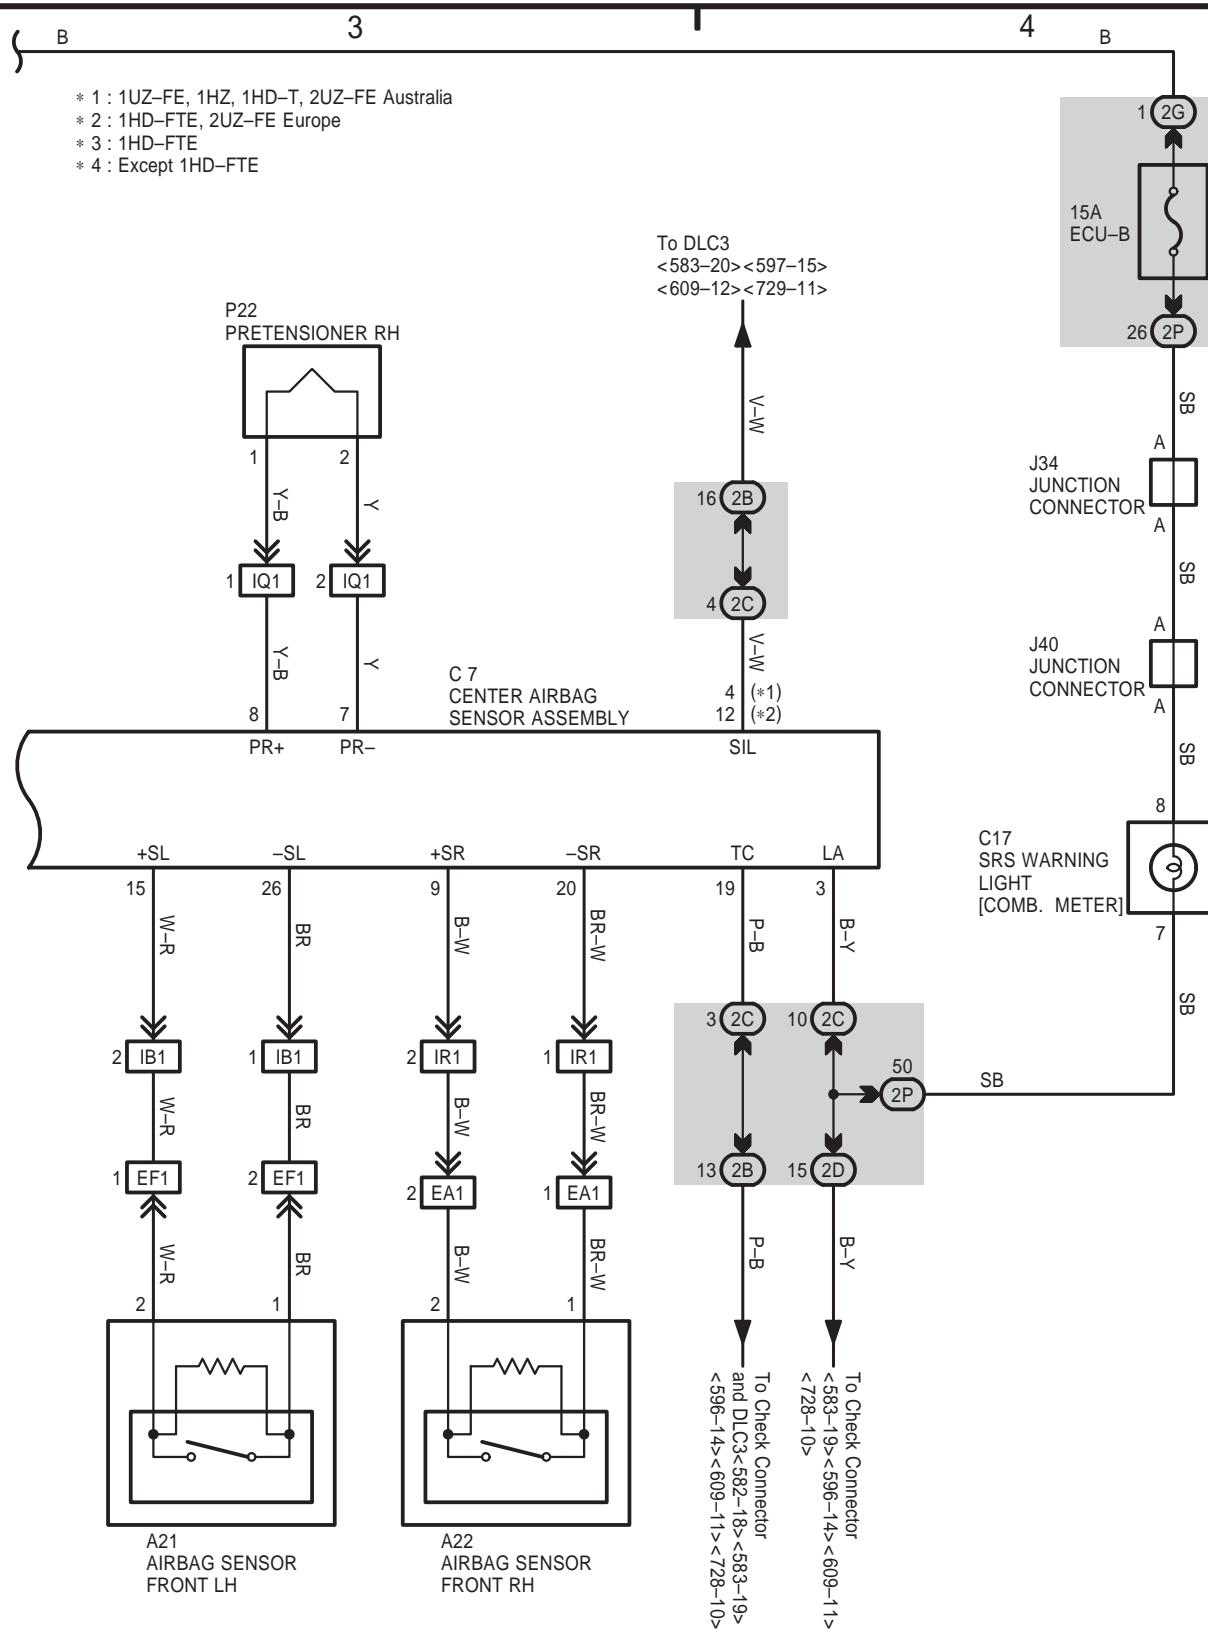 3
4
B
B
∗ 1 : 1UZ–FE, 1HZ, 1HD–T, 2UZ–FE Australia
∗ 2 : 1HD–FTE, 2UZ–FE Europe
∗ 3 : 1HD–FTE
∗ 4 : Except 1HD–FTE
1
2G
15A
ECU–B
26
2P
SB
A
J34
JUNCTION
CONNECTOR
A
SB
A
J40
JUNCTION
CONNECTOR
A
SB
8
C17
SRS WARNING
LIGHT
[COMB. METER]
7
SB
To DLC3
<583–20><597–15>
<609–12><729–11>
V–W
16
2B
4
2C
V–W
4 (∗1)
12 (∗2)
SIL
P22
PRETENSIONER RH
1
2
Y–B
Y
1
IQ1
2
IQ1
Y–B
Y
8
7
PR+
PR–
C 7
CENTER AIRBAG
SENSOR ASSEMBLY
+SL
–SL
+SR
–SR
TC
LA
15
26
9
20
19
3
W–R
BR
B–W
BR–W
P–B
B–Y
2
IB1
1
IB1
2
IR1
1
IR1
3
2C
10
2C
50
2P
SB
W–R
BR
B–W
BR–W
1
EF1
2
EF1
2
EA1
1
EA1
13
2B
15
2D
W–R
BR
B–W
BR–W
P–B
B–Y
2
1
2
1
A21
AIRBAG SENSOR
FRONT LH
A22
AIRBAG SENSOR
FRONT RH
To Check Connector
and DLC3<582–18><583–19>
<596–14><609–11><728–10>
To Check Connector
<583–19><596–14><609–11>
<728–10>